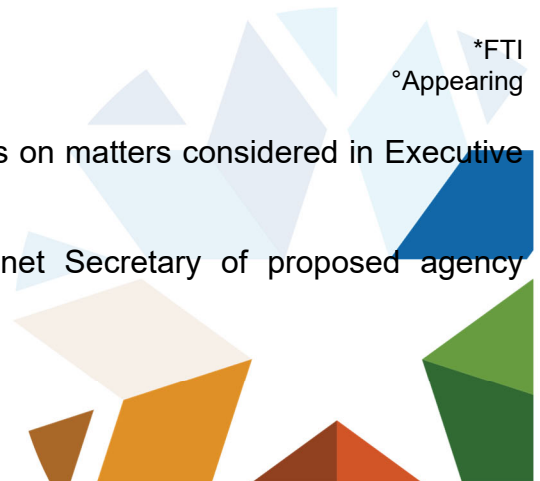 *FTI
°Appearing
s on matters considered in Executive
net Secretary of proposed agency